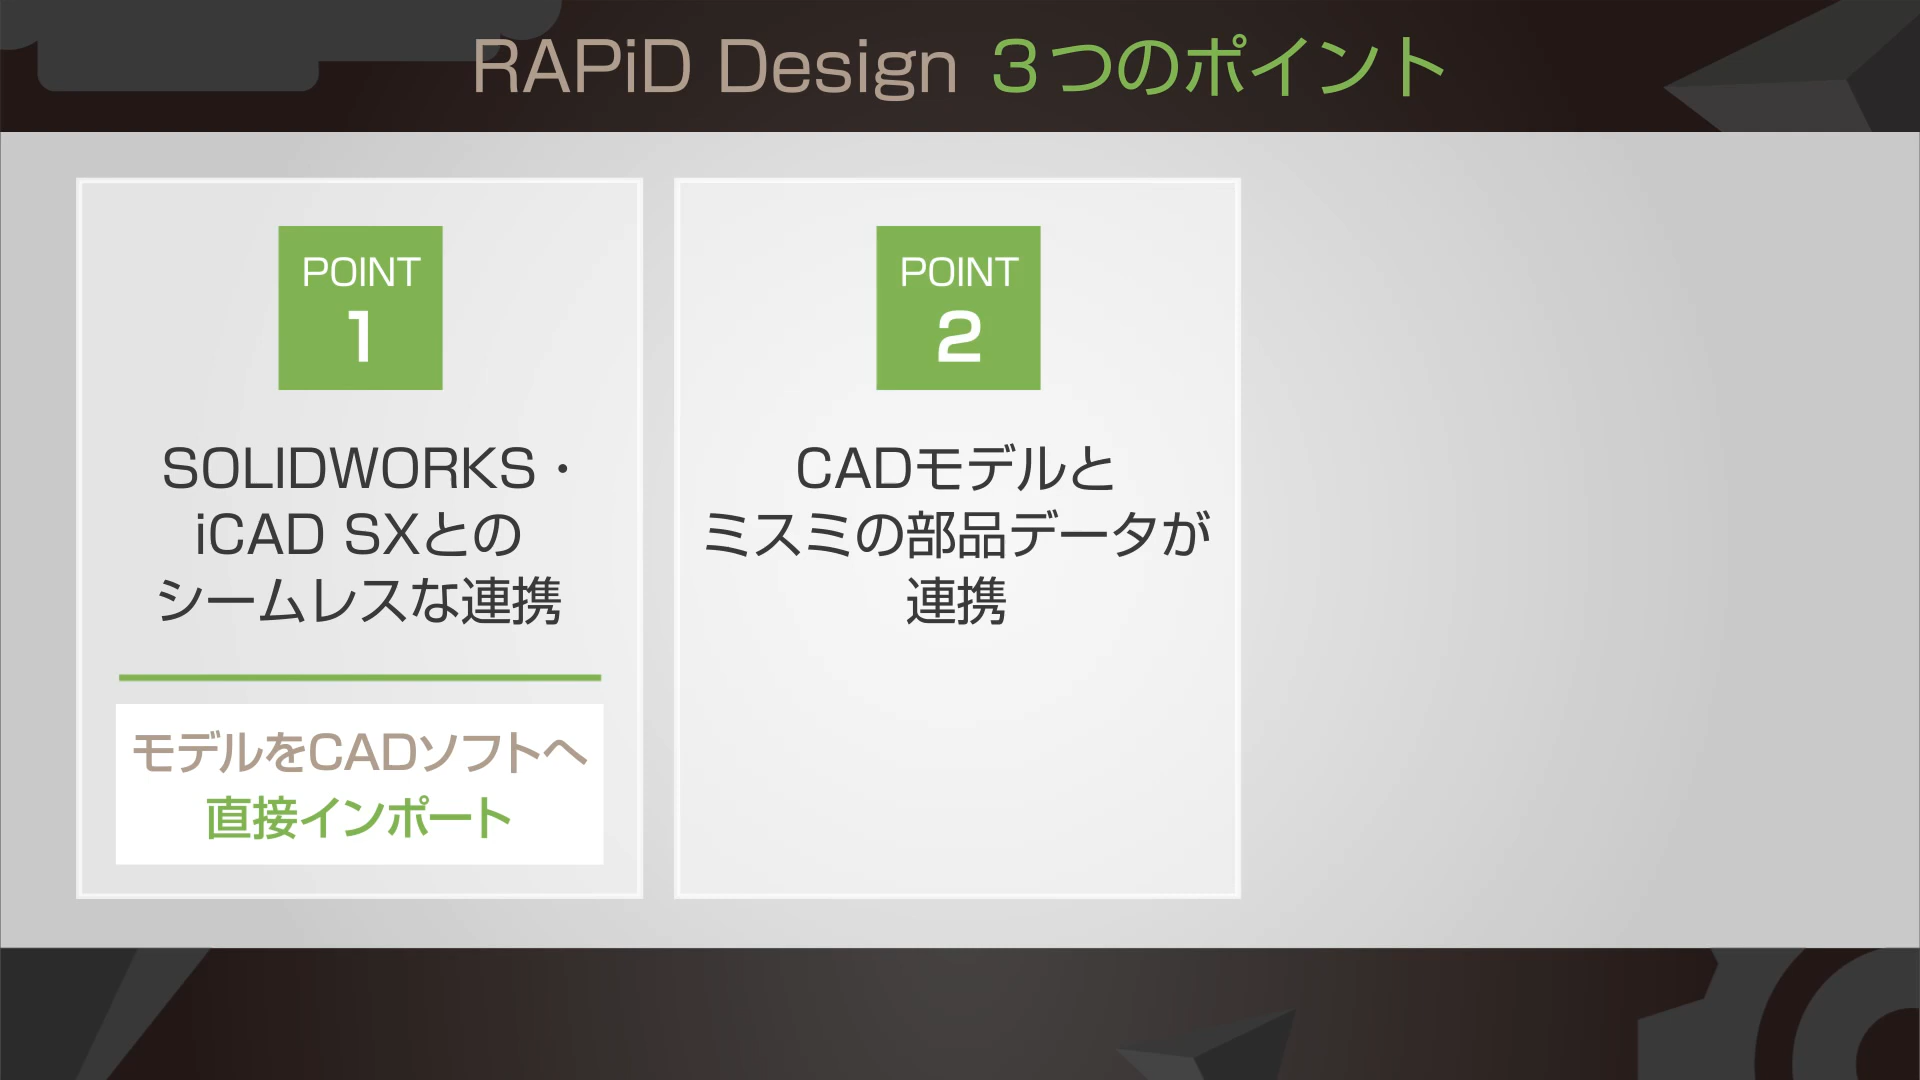 RAPiD Design 3つのポイント
POINT
1
SOLIDWORKS・
iCAD SXとの
シームレスな連携
モデルをCADソフトへ
直接インポート
POINT
2
CADモデルと
ミスミの部品データが
連携